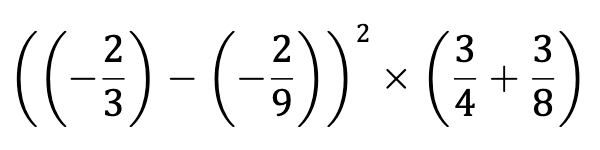 ((−2/3) − (−2/9))² × (3/4 + 3/8)